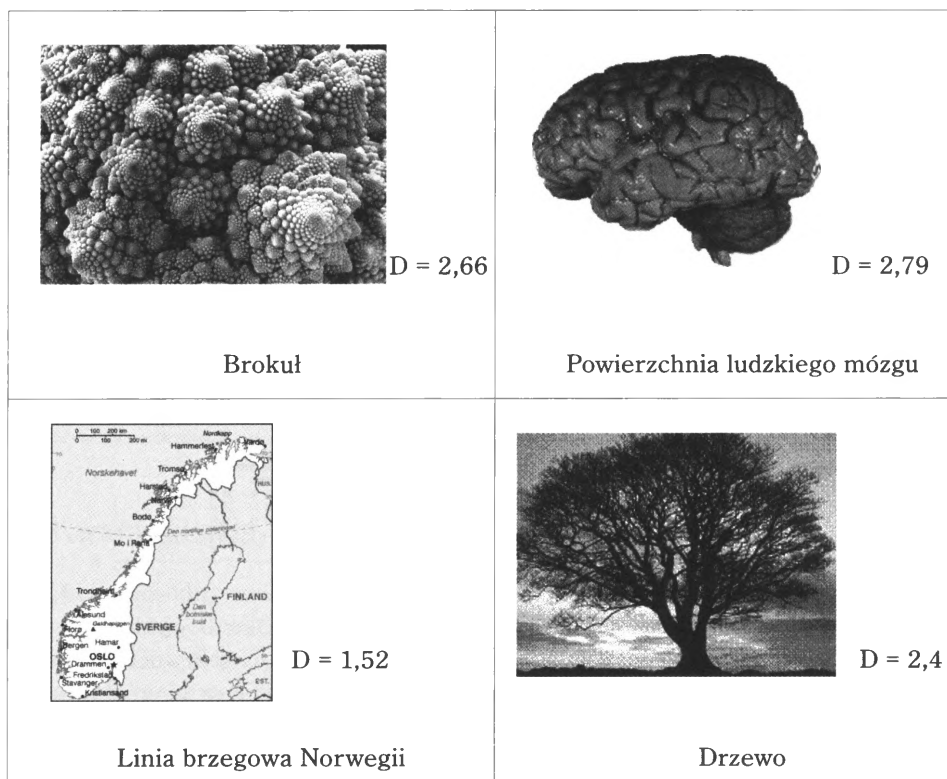 D = 2,66
Brokuł
D = 2,79
Powierzchnia ludzkiego mózgu
Nordkapp
Hammerfest
Norskehavet
Tromsø
Bodø
Mo i Rana
Trondheim
FINLAND
Ålesund
SVERIGE
Bergen
Hamar
OSLO
Drammen
Fredrikstad
Stavanger
Kristiansand
EST.
D = 1,52
Linia brzegowa Norwegii
D = 2,4
Drzewo